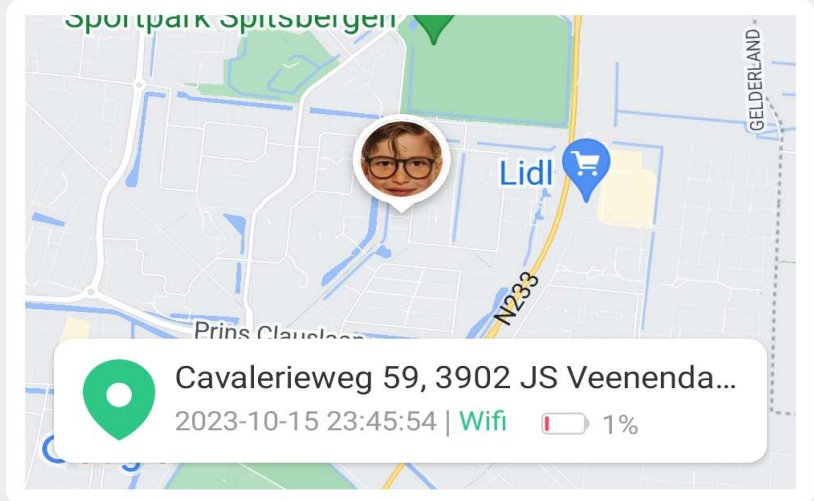 Sportpark Spitsbergen
GELDERLAND
Lidl
N233
Prins Clauslaan
Cavalerieweg 59, 3902 JS Veenenda...
2023-10-15 23:45:54 | Wifi 1%